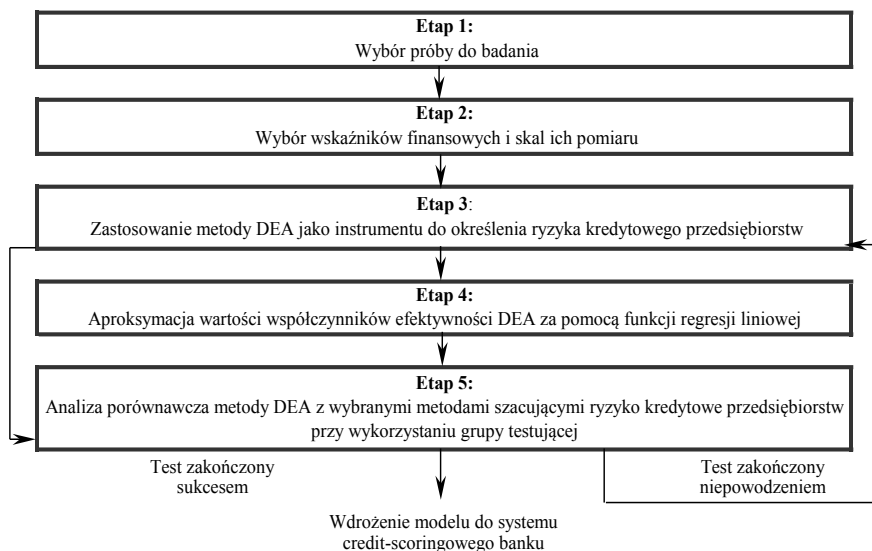 Etap 1:
Wybór próby do badania
Etap 2:
Wybór wskaźników finansowych i skal ich pomiaru
Etap 3:
Zastosowanie metody DEA jako instrumentu do określenia ryzyka kredytowego przedsiębiorstw
Etap 4:
Aproksymacja wartości współczynników efektywności DEA za pomocą funkcji regresji liniowej
Etap 5:
Analiza porównawcza metody DEA z wybranymi metodami szacującymi ryzyko kredytowe przedsiębiorstw
przy wykorzystaniu grupy testującej
Test zakończony
sukcesem
Test zakończony
niepowodzeniem
Wdrożenie modelu do systemu
credit-scoringowego banku